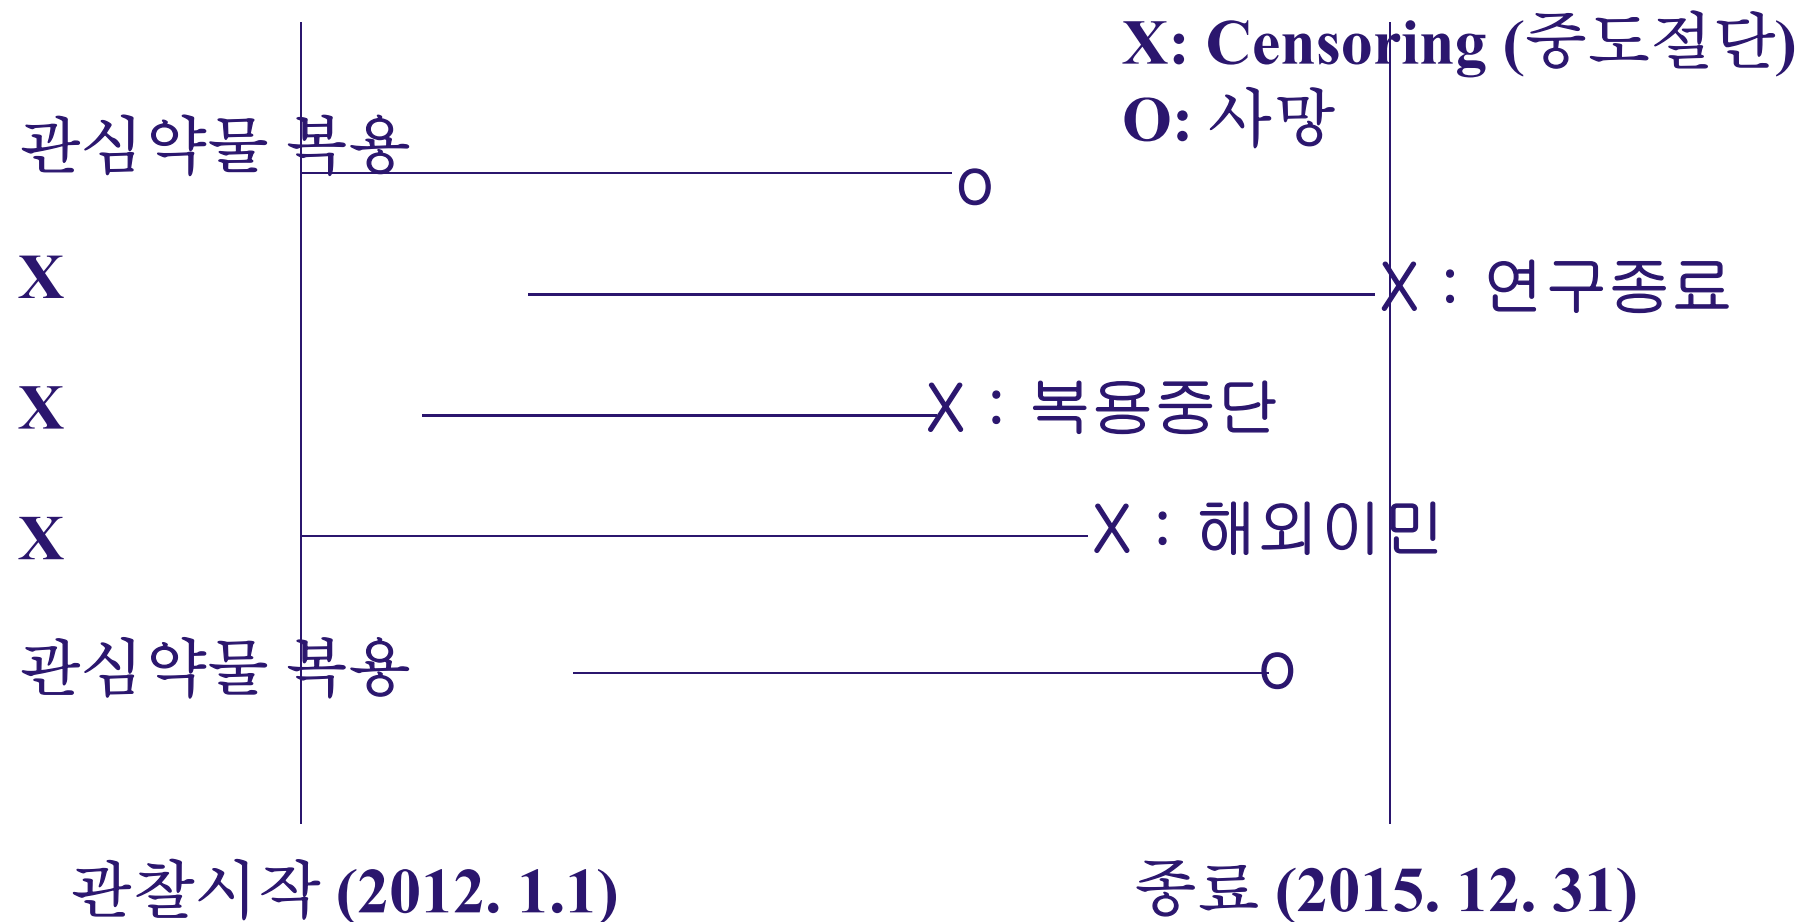 X: Censoring (중도절단)
O: 사망
관심약물 복용
O
X
X : 연구종료
X
X : 복용중단
X
X : 해외이민
관심약물 복용
O
관찰시작 (2012. 1.1)
종료 (2015. 12. 31)